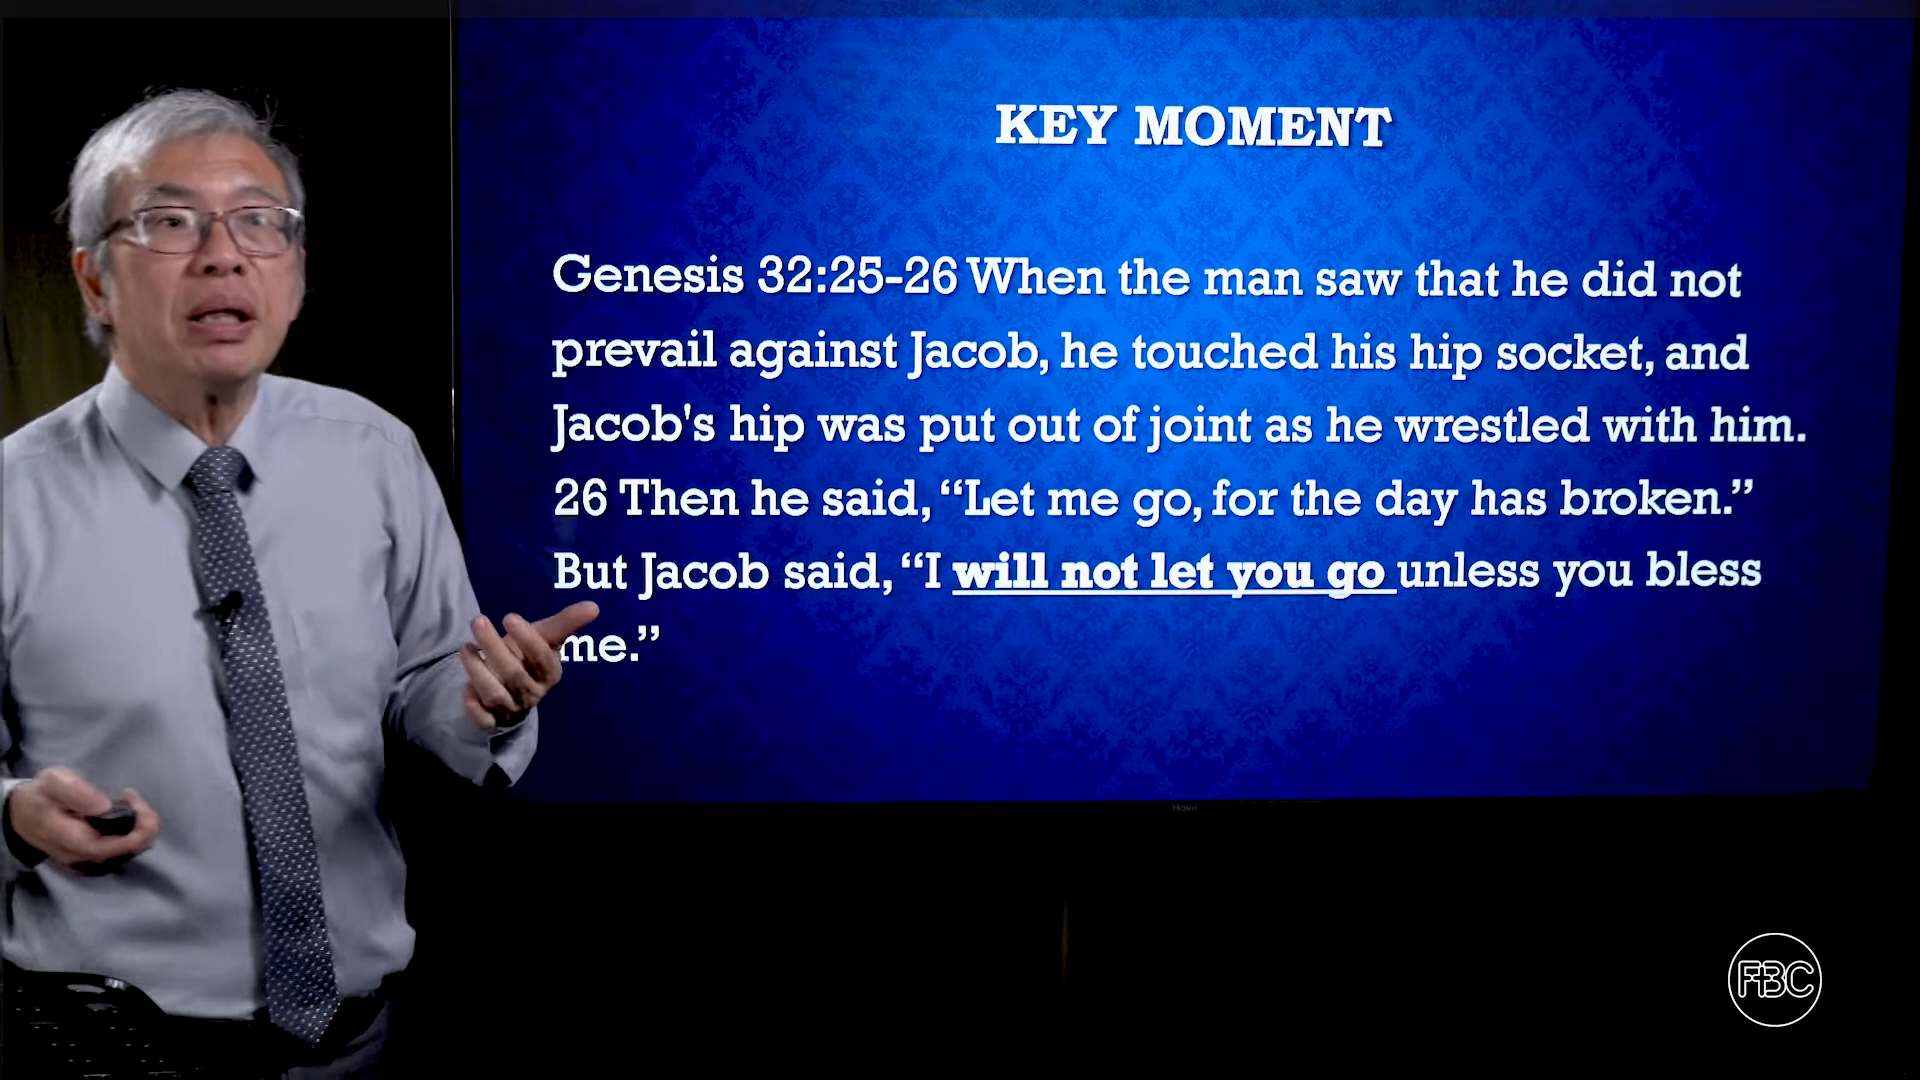 KEY MOMENT
Genesis 32:25-26 When the man saw that he did not
prevail against Jacob, he touched his hip socket, and
Jacob's hip was put out of joint as he wrestled with him.
26 Then he said, “Let me go, for the day has broken.”
But Jacob said, “I will not let you go unless you bless
me.”
FBC